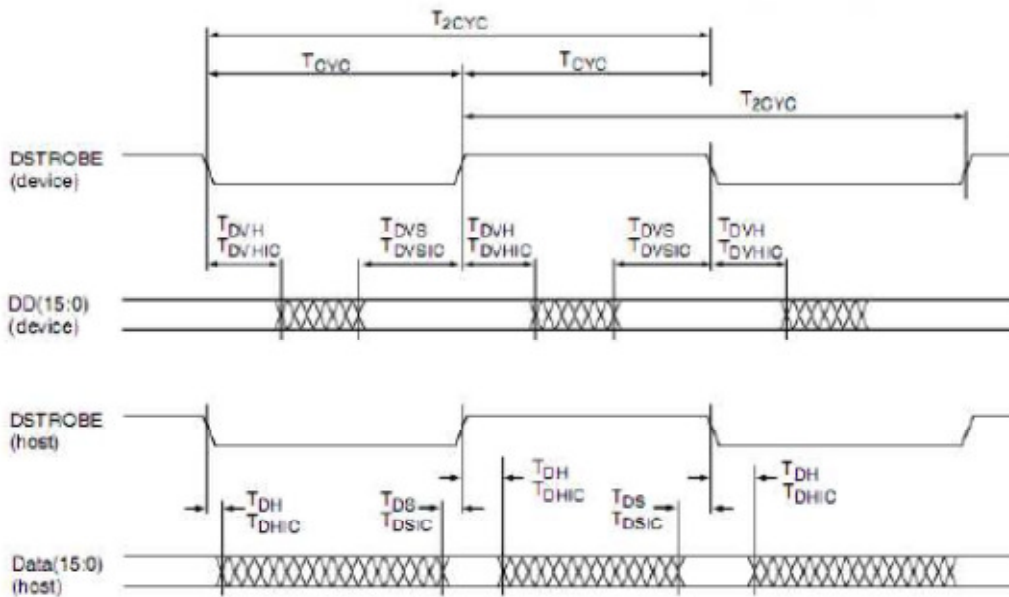 T2CYC
TCYC TCYC
T2CYC
DSTROBE
(device)
TDVH TDVS TDVH TDVS TDVH
TDVHIC TDVSIC TDVHIC TDVSIC TDVHIC
DD(15:0)
(device)
DSTROBE
(host)
TDH TDS TDH TDS TDH
TDHIC TDSIC TDHIC TDSIC TDHIC
Data(15:0)
(host)